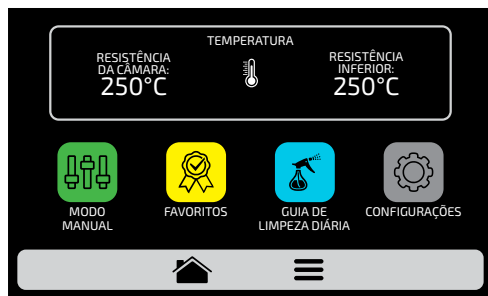 TEMPERATURA
RESISTÊNCIA
DA CÂMARA:
250°C
RESISTÊNCIA
INFERIOR:
250°C
MODO
MANUAL
FAVORITOS
GUIA DE
LIMPEZA DIÁRIA
CONFIGURAÇÕES